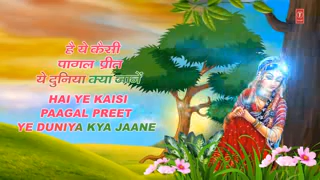 है ये कैसी
पागल प्रीत
ये दुनिया क्या जानें
HAI YE KAISI
PAAGAL PREET
YE DUNIYA KYA JAANE